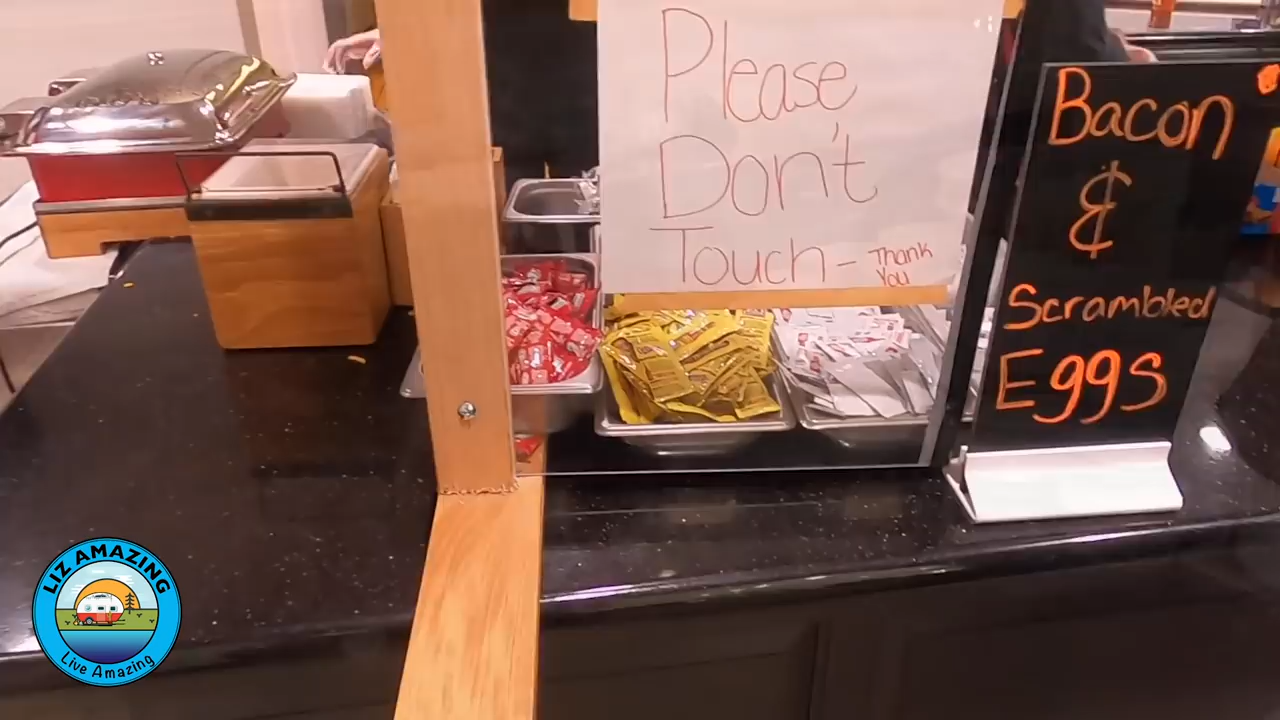 Please
Don't
Touch - Thank
You
Bacon
&
Scrambled
Eggs
LIZ AMAZING
Live Amazing